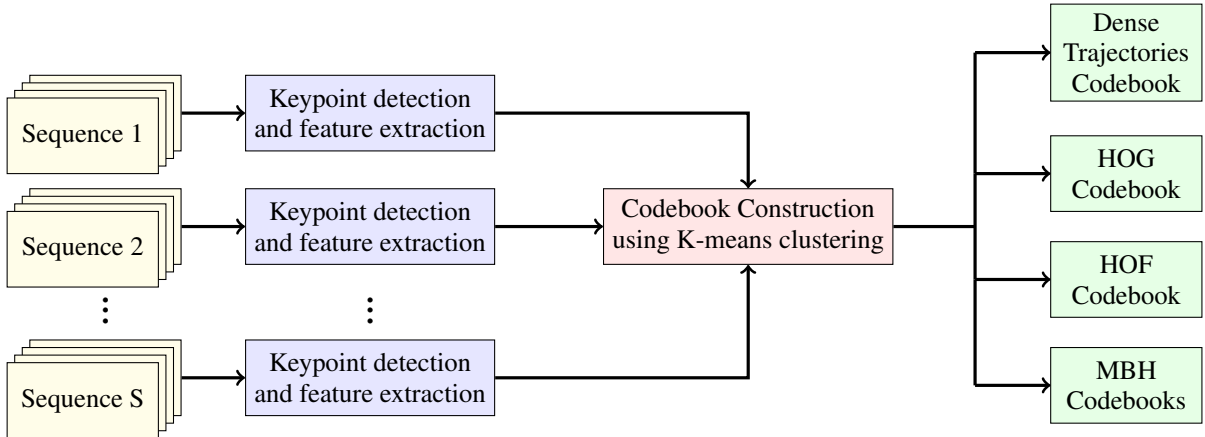 Sequence 1
Keypoint detection
and feature extraction
Sequence 2
Keypoint detection
and feature extraction
Sequence S
Keypoint detection
and feature extraction
Codebook Construction
using K-means clustering
Dense
Trajectories
Codebook
HOG
Codebook
HOF
Codebook
MBH
Codebooks